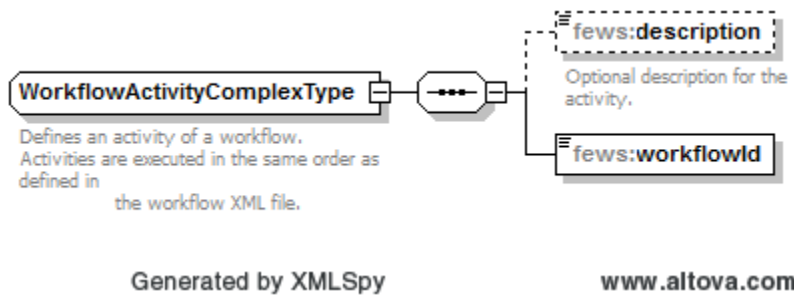 fews:description
Optional description for the
activity.
WorkflowActivityComplexType
Defines an activity of a workflow.
Activities are executed in the same order as
defined in
the workflow XML file.
fews:workflowId
Generated by XMLSpy
www.altova.com